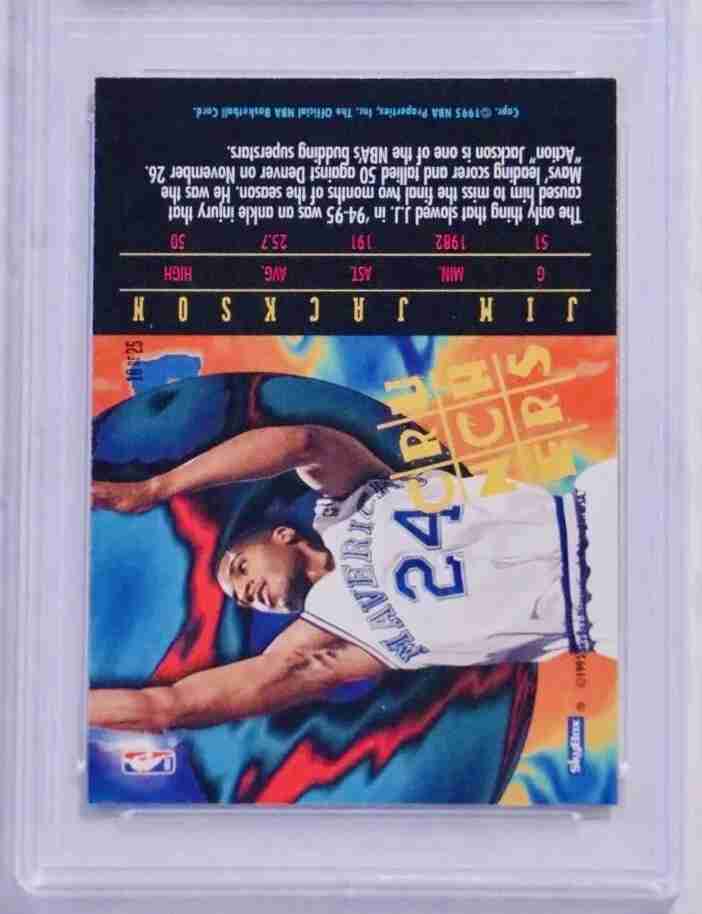 JIM JACKSON
G MIN. AST. AVG. HIGH
51 1982 191 25.7 50
The only thing that slowed J.J. in '94-95 was an ankle injury that
caused him to miss the final two months of the season. He was the
Mavs' leading scorer and tallied 50 against Denver on November 26.
"Action" Jackson is one of the NBA's budding superstars.
Copr. ©1995 NBA Properties, Inc. The Official NBA Basketball Card.
CRUNCHERS
MAVERICKS
24
SkyBox
©1995
NBA